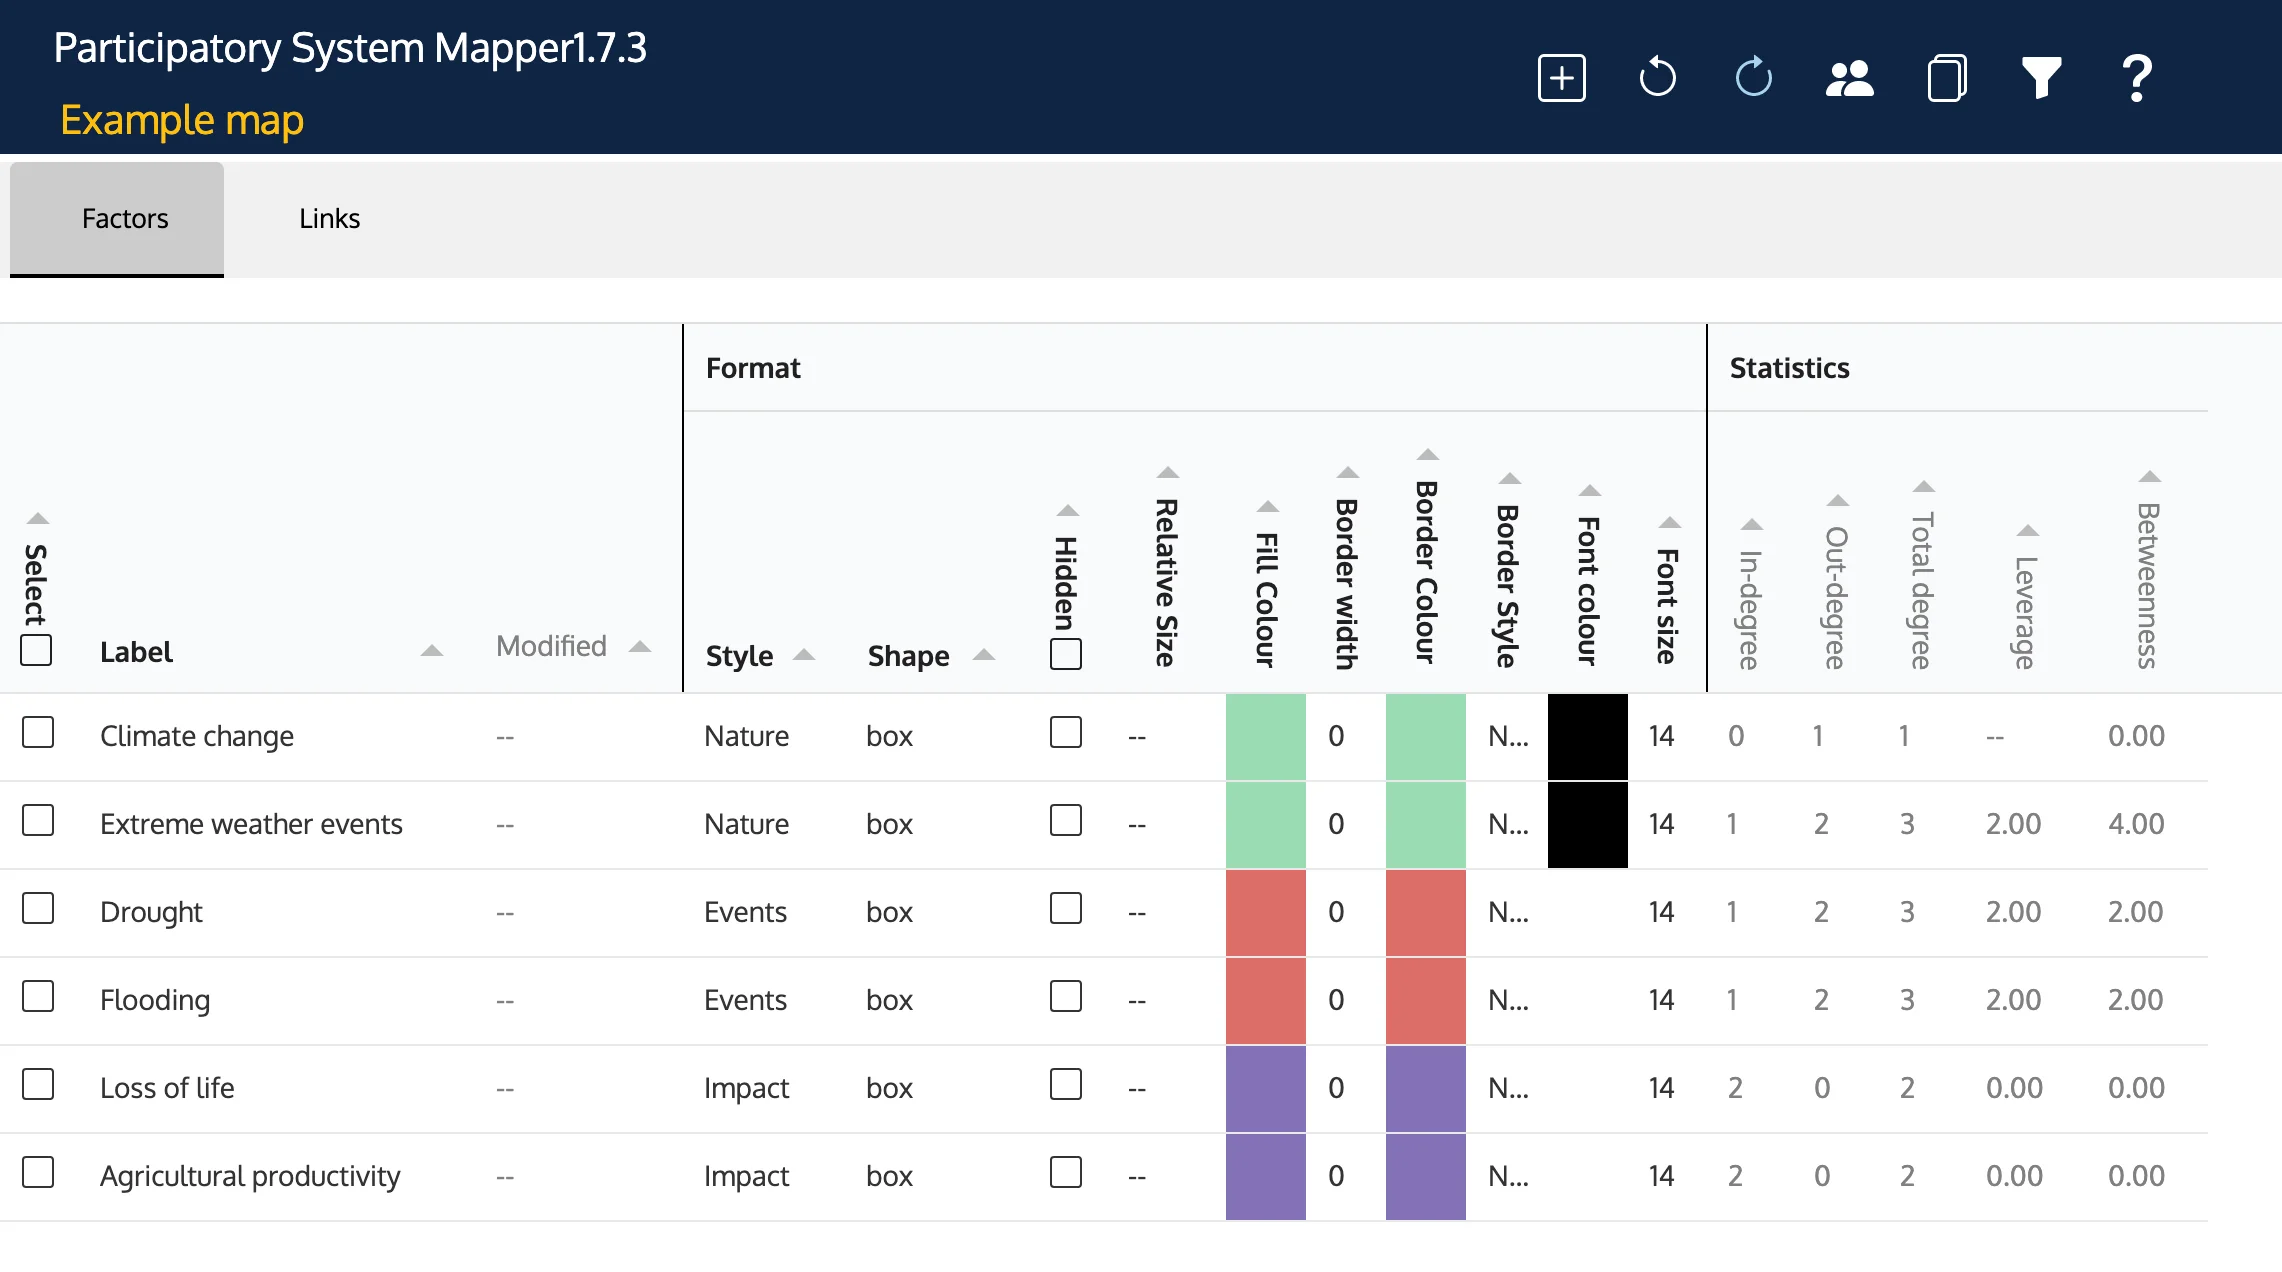 Participatory System Mapper1.7.3
Example map
Factors Links
Format Statistics
Select Label Modified Style Shape Hidden Relative Size Fill Colour Border width Border Colour Border Style Font colour Font size In-degree Out-degree Total degree Leverage Betweenness
Climate change -- Nature box -- 0 N... 14 0 1 1 -- 0.00
Extreme weather events -- Nature box -- 0 N... 14 1 2 3 2.00 4.00
Drought -- Events box -- 0 N... 14 1 2 3 2.00 2.00
Flooding -- Events box -- 0 N... 14 1 2 3 2.00 2.00
Loss of life -- Impact box -- 0 N... 14 2 0 2 0.00 0.00
Agricultural productivity -- Impact box -- 0 N... 14 2 0 2 0.00 0.00